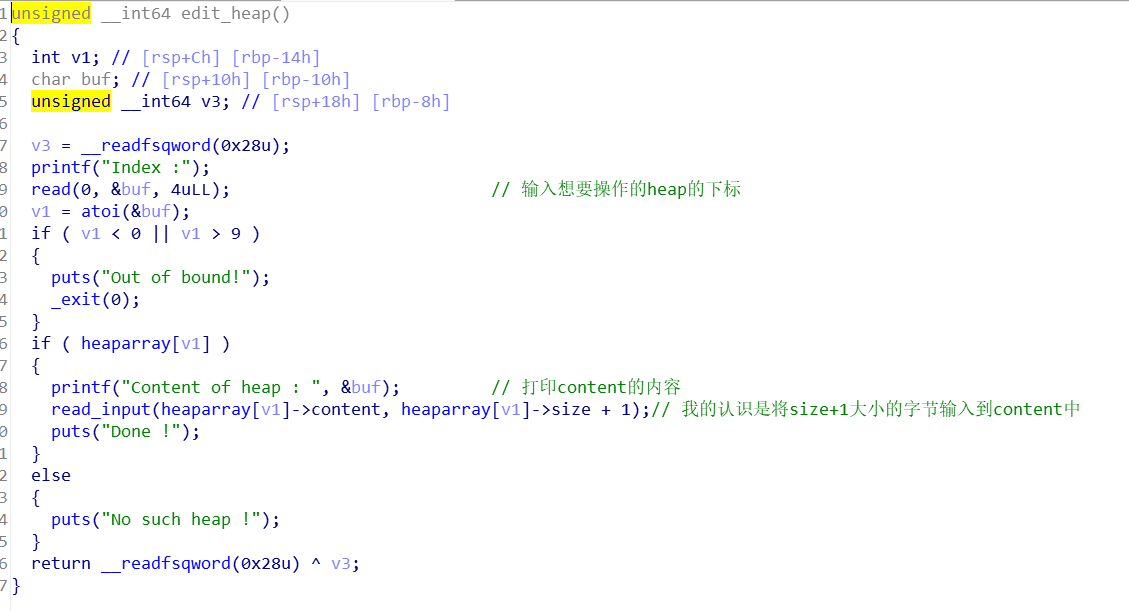 1 unsigned __int64 edit_heap()
2 {
3   int v1; // [rsp+Ch] [rbp-14h]
4   char buf; // [rsp+10h] [rbp-10h]
5   unsigned __int64 v3; // [rsp+18h] [rbp-8h]
6
7   v3 = __readfsqword(0x28u);
8   printf("Index :");
9   read(0, &buf, 4uLL);                          // 输入想要操作的heap的下标
0   v1 = atoi(&buf);
1   if ( v1 < 0 || v1 > 9 )
2   {
3     puts("Out of bound!");
4     _exit(0);
5   }
6   if ( heaparray[v1] )
7   {
8     printf("Content of heap : ", &buf);         // 打印content的内容
9     read_input(heaparray[v1]->content, heaparray[v1]->size + 1);// 我的认识是将size+1大小的字节输入到content中
0     puts("Done !");
1   }
2   else
3   {
4     puts("No such heap !");
5   }
6   return __readfsqword(0x28u) ^ v3;
7 }